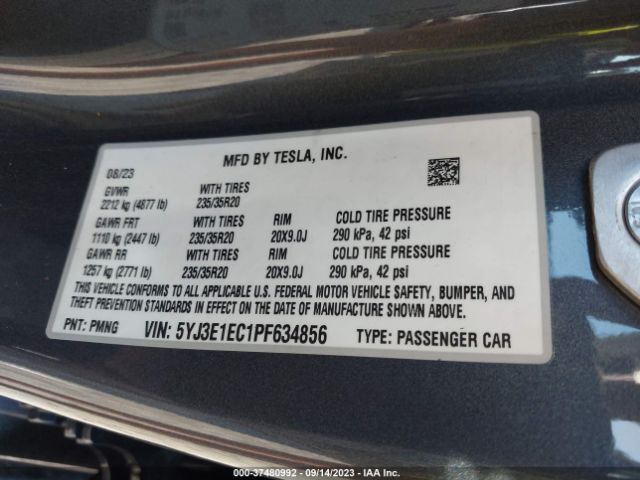 MFD BY TESLA, INC.
08/23
GVWR WITH TIRES
2212 kg (4877 lb) 235/35R20
GAWR FRT WITH TIRES RIM COLD TIRE PRESSURE
1110 kg (2447 lb) 235/35R20 20X9.0J 290 kPa, 42 psi
GAWR RR WITH TIRES RIM COLD TIRE PRESSURE
1257 kg (2771 lb) 235/35R20 20X9.0J 290 kPa, 42 psi
THIS VEHICLE CONFORMS TO ALL APPLICABLE U.S. FEDERAL MOTOR VEHICLE SAFETY, BUMPER, AND
THEFT PREVENTION STANDARDS IN EFFECT ON THE DATE OF MANUFACTURE SHOWN ABOVE.
PNT: PMNG VIN: 5YJ3E1EC1PF634856 TYPE: PASSENGER CAR
000-37480992 - 09/14/2023 - IAA Inc.